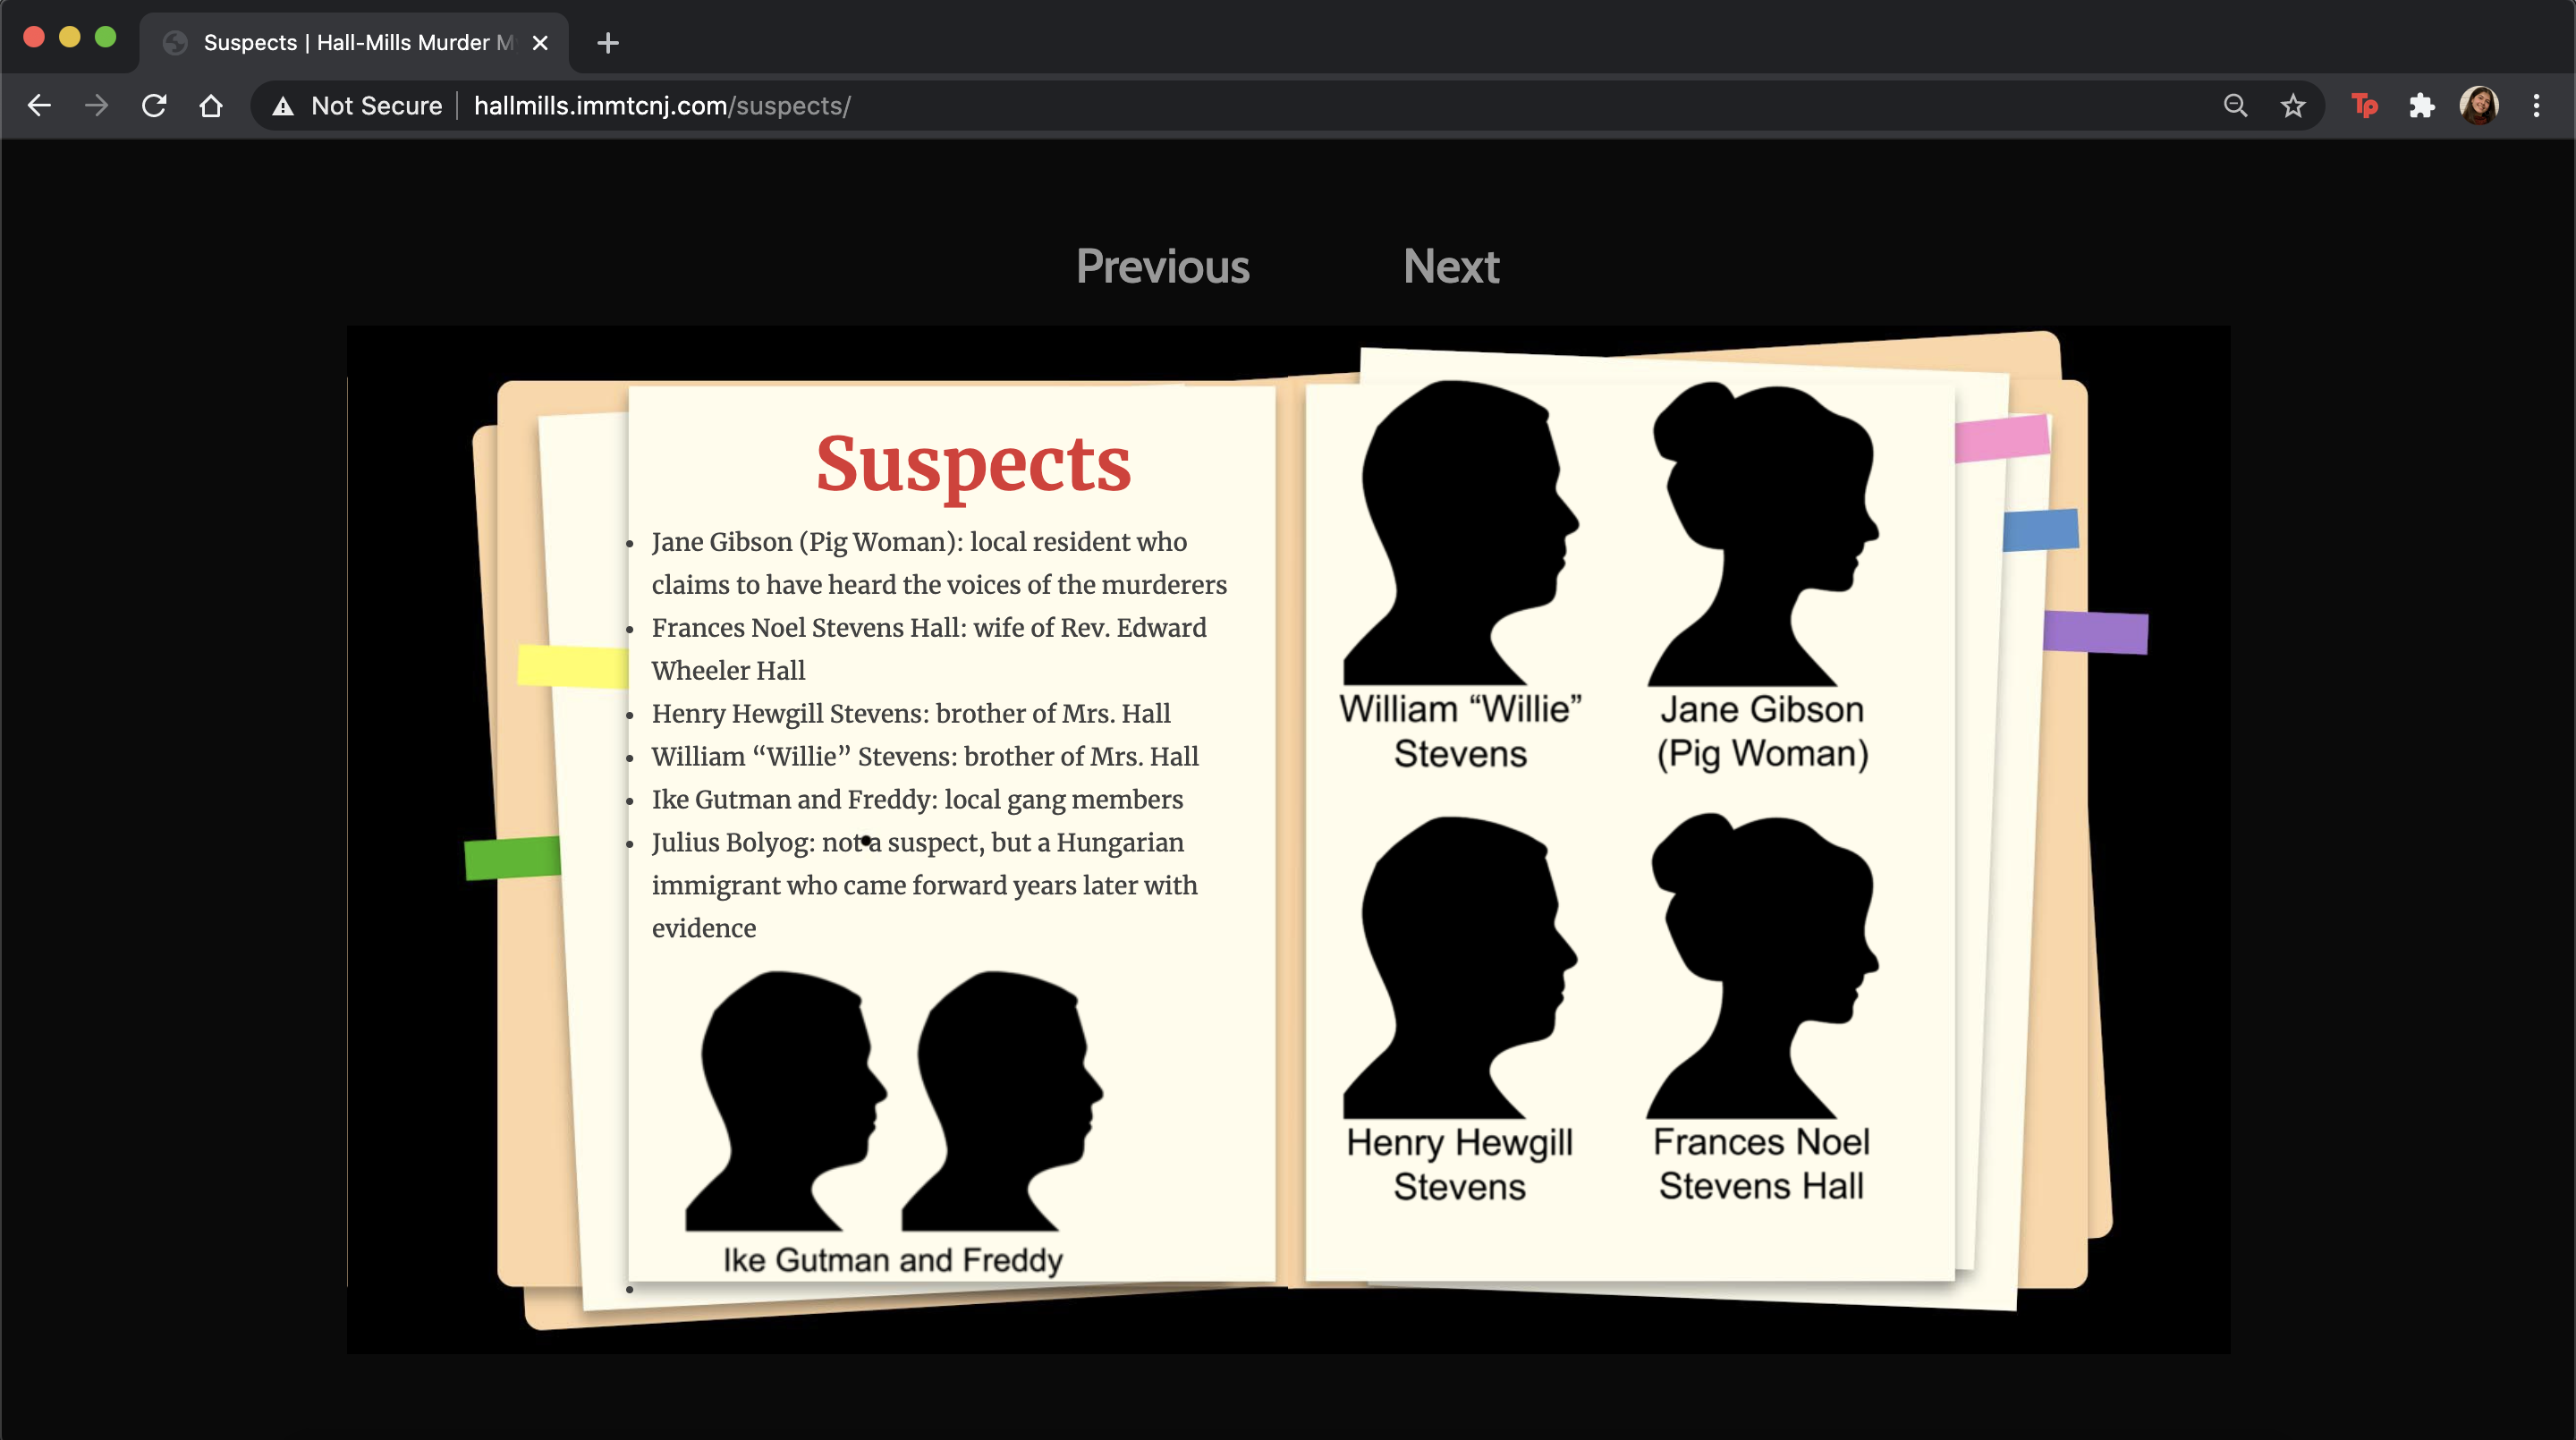 Suspects | Hall-Mills Murder M
Not Secure
hallmills.immtcnj.com/suspects/
Tp
Previous
Next
Suspects
• Jane Gibson (Pig Woman): local resident who
claims to have heard the voices of the murderers
• Frances Noel Stevens Hall: wife of Rev. Edward
Wheeler Hall
• Henry Hewgill Stevens: brother of Mrs. Hall
• William “Willie” Stevens: brother of Mrs. Hall
• Ike Gutman and Freddy: local gang members
• Julius Bolyog: not a suspect, but a Hungarian
immigrant who came forward years later with
evidence
Ike Gutman and Freddy
William “Willie”
Stevens
Jane Gibson
(Pig Woman)
Henry Hewgill
Stevens
Frances Noel
Stevens Hall